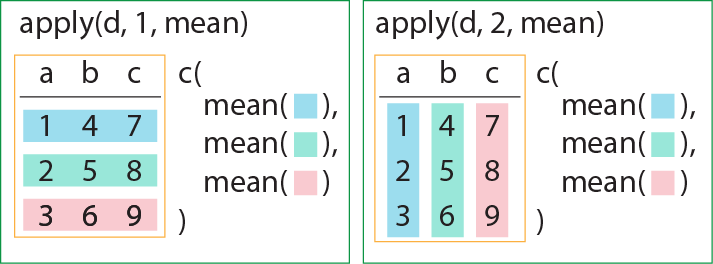 apply(d, 1, mean)
a b c
1 4 7
2 5 8
3 6 9
c(
mean( ),
mean( ),
mean( )
)
apply(d, 2, mean)
a b c
1 4 7
2 5 8
3 6 9
c(
mean( ),
mean( ),
mean( )
)